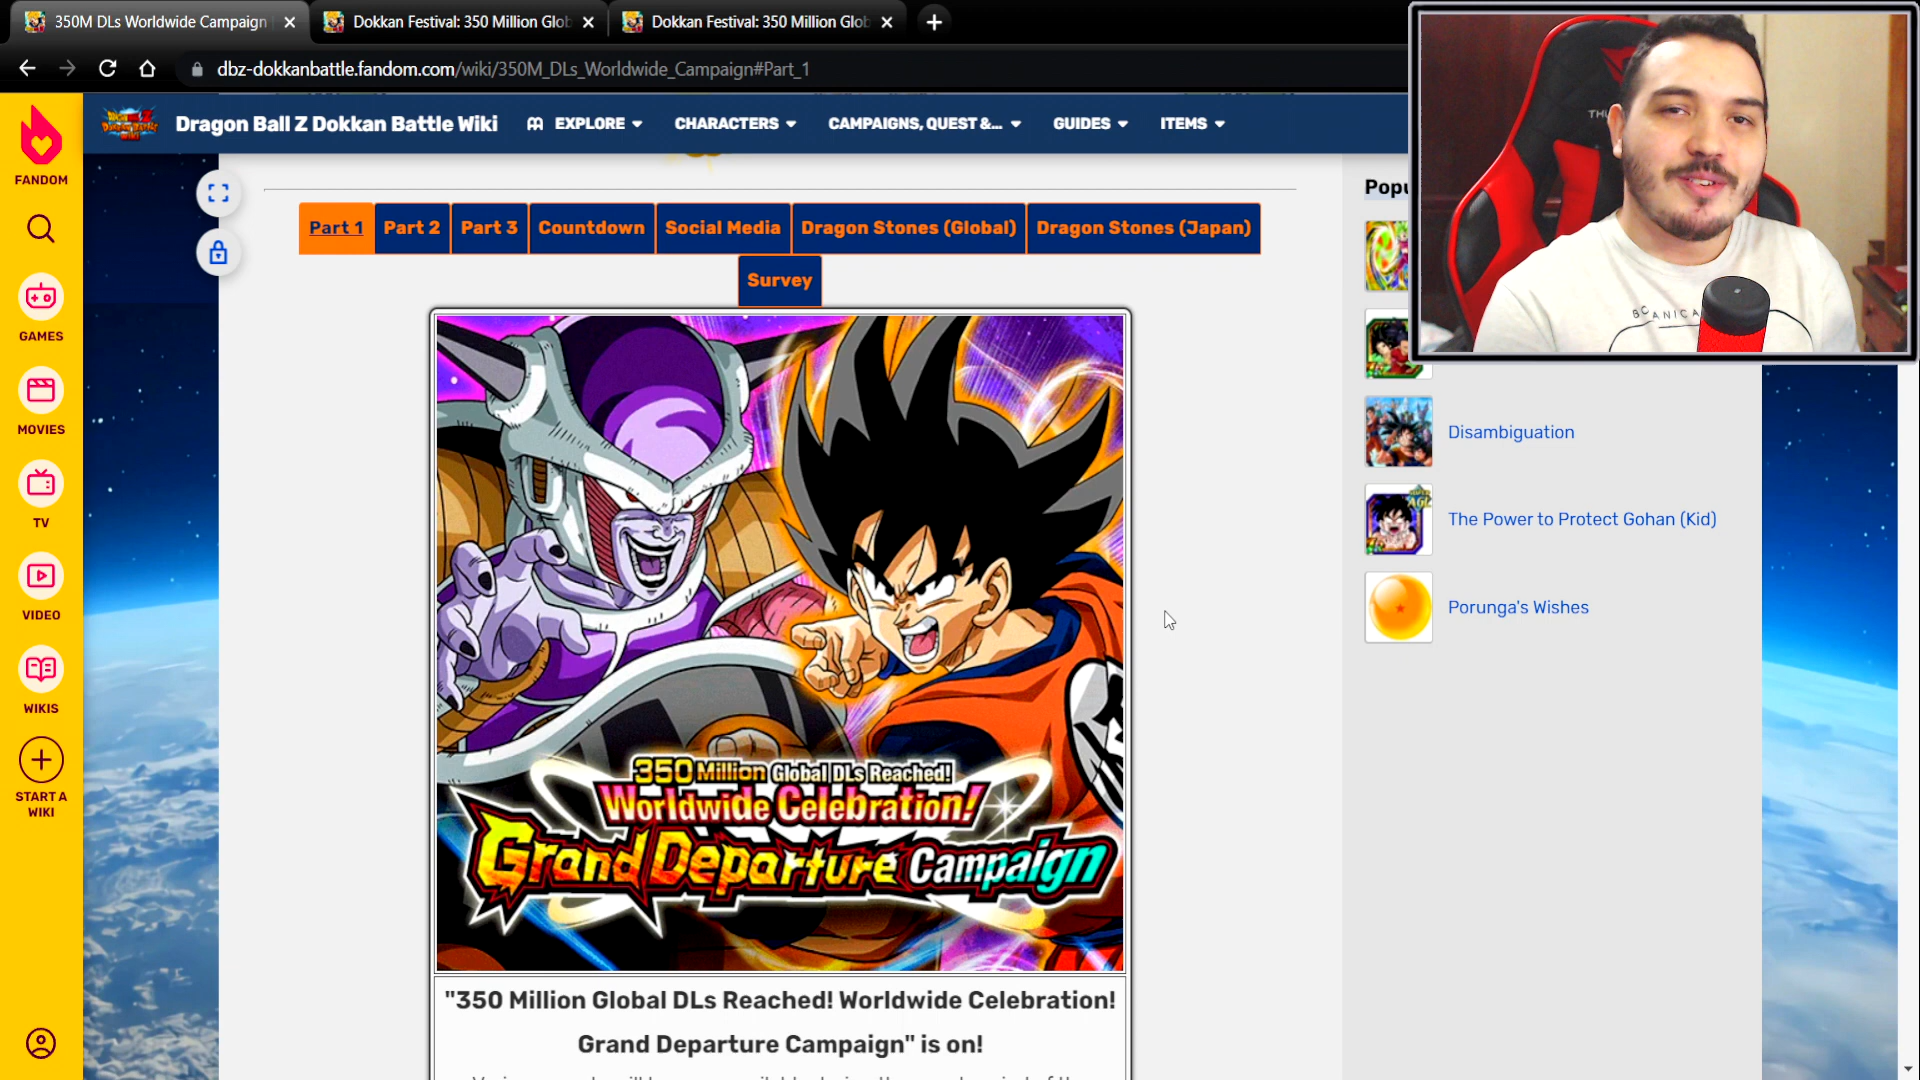 350M DLs Worldwide Campaign
Dokkan Festival: 350 Million Glob
Dokkan Festival: 350 Million Glob
dbz-dokkanbattle.fandom.com/wiki/350M_DLs_Worldwide_Campaign#Part_1
Dragon Ball Z Dokkan Battle Wiki
EXPLORE
CHARACTERS
CAMPAIGNS, QUEST &...
GUIDES
ITEMS
FANDOM
GAMES
MOVIES
TV
VIDEO
WIKIS
START A
WIKI
Part 1
Part 2
Part 3
Countdown
Social Media
Dragon Stones (Global)
Dragon Stones (Japan)
Survey
350 Million Global DLs Reached!
Worldwide Celebration!
Grand Departure Campaign
"350 Million Global DLs Reached! Worldwide Celebration!
Grand Departure Campaign" is on!
Popu
Disambiguation
The Power to Protect Gohan (Kid)
Porunga's Wishes
THU